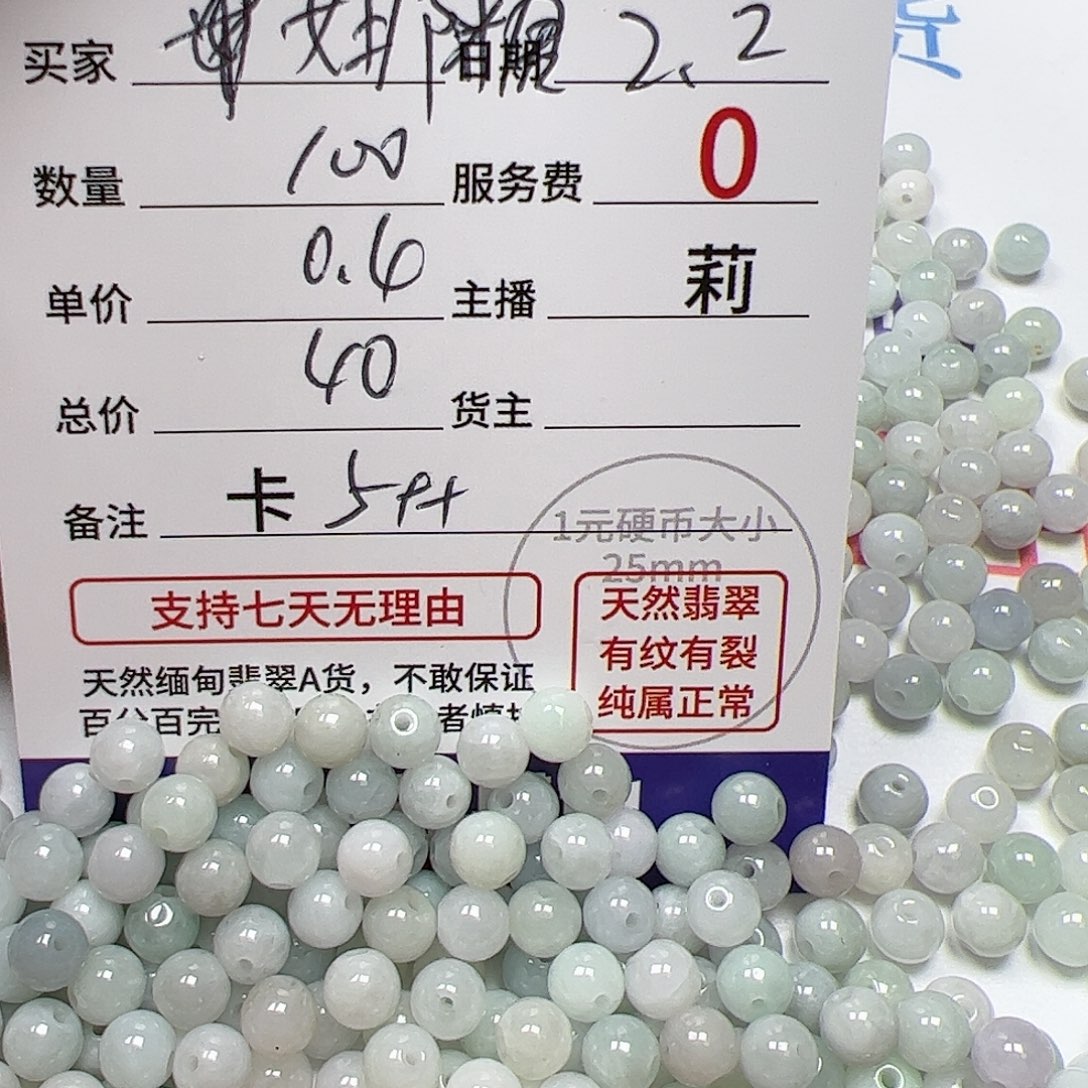 买家 日期 2.2
数量 100 服务费 0
单价 0.4 主播 莉
总价 40 货主
备注 卡 5 
1元硬币大小
25mm
支持七天无理由
天然翡翠
有纹有裂
纯属正常
天然缅甸翡翠A货，不敢保证
百分百完
货